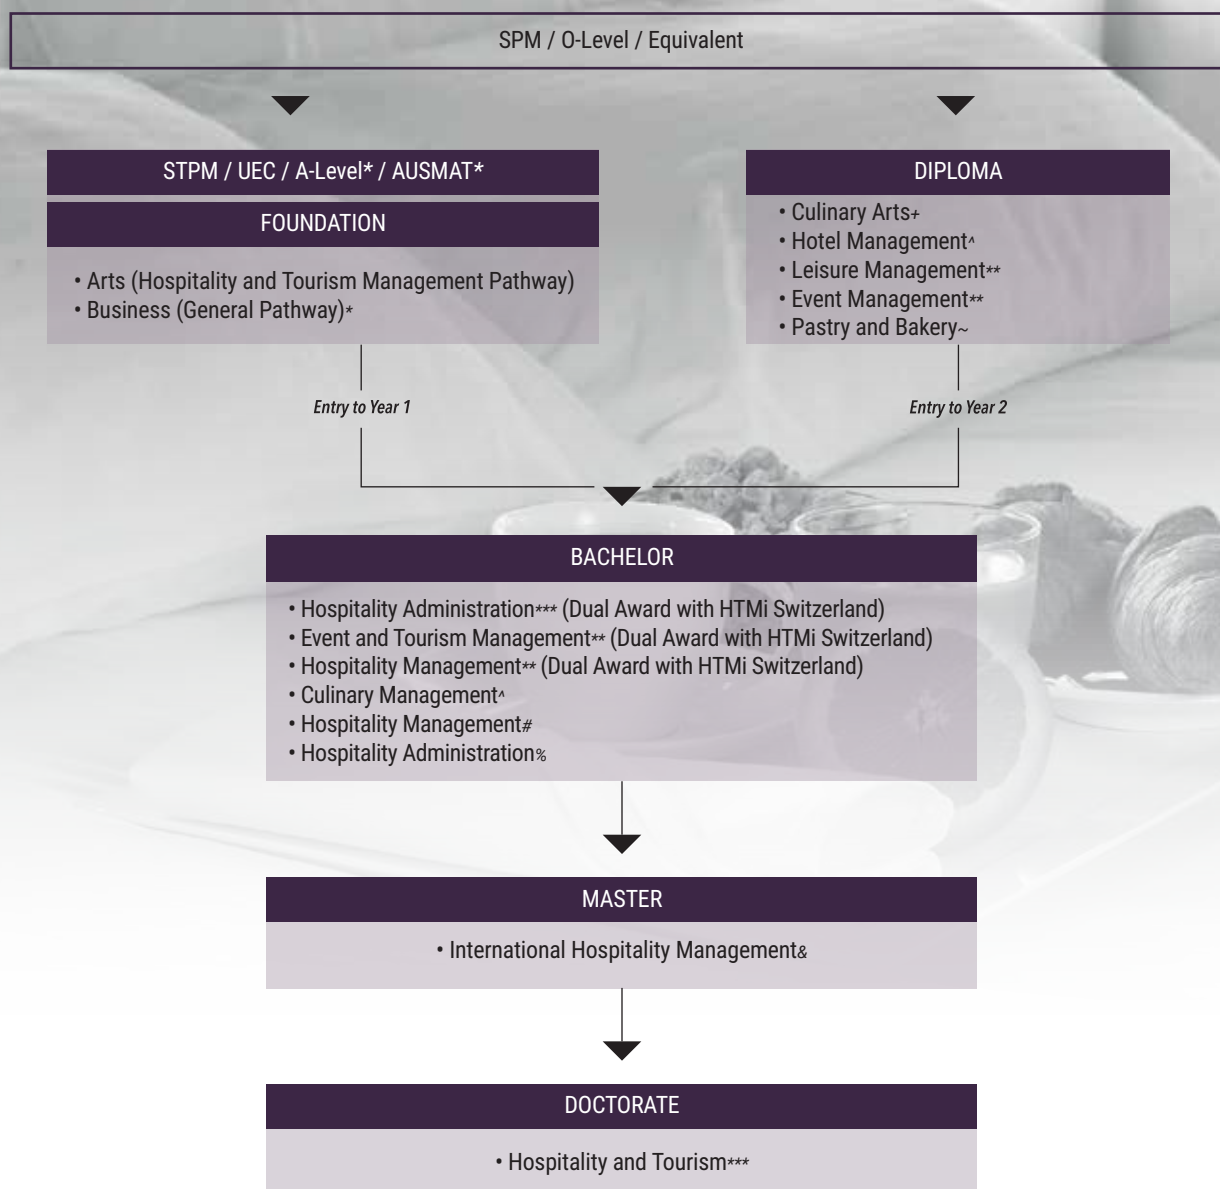 SPM / O-Level / Equivalent
STPM / UEC / A-Level* / AUSMAT*
FOUNDATION
• Arts (Hospitality and Tourism Management Pathway)
• Business (General Pathway)*
Entry to Year 1
DIPLOMA
• Culinary Arts+
• Hotel Management^
• Leisure Management**
• Event Management**
• Pastry and Bakery~
Entry to Year 2
BACHELOR
• Hospitality Administration*** (Dual Award with HTMi Switzerland)
• Event and Tourism Management** (Dual Award with HTMi Switzerland)
• Hospitality Management** (Dual Award with HTMi Switzerland)
• Culinary Management^
• Hospitality Management#
• Hospitality Administration%
MASTER
• International Hospitality Management&
DOCTORATE
• Hospitality and Tourism***